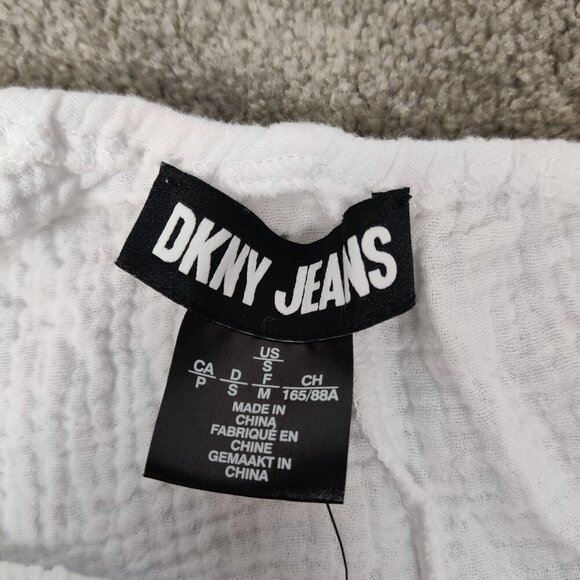 DKNY JEANS
US
S
CA D F CH
P S M 165/88A
MADE IN
CHINA
FABRIQUÉ EN
CHINE
GEMAAKT IN
CHINA